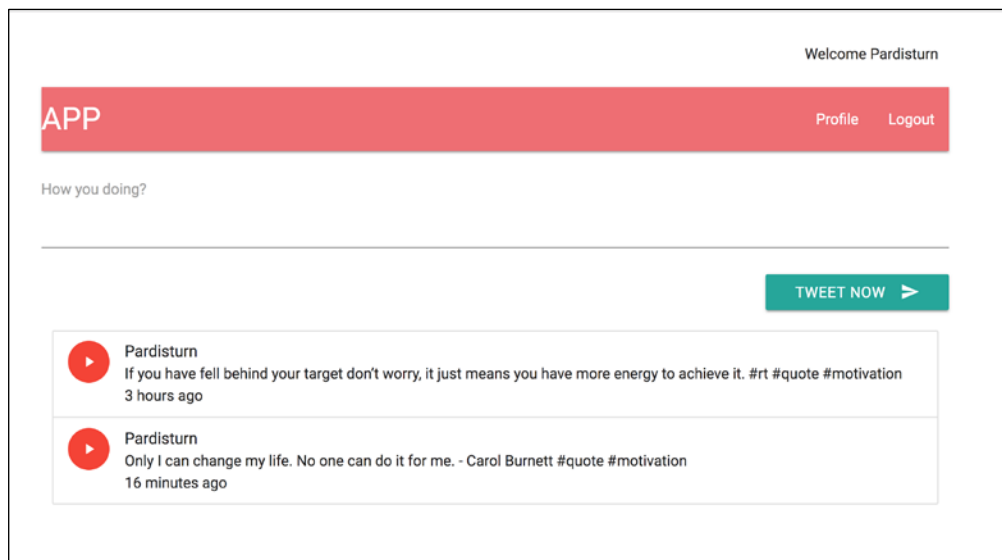 Welcome Pardisturn
APP
Profile Logout
How you doing?
TWEET NOW
Pardisturn
If you have fell behind your target don't worry, it just means you have more energy to achieve it. #rt #quote #motivation
3 hours ago
Pardisturn
Only I can change my life. No one can do it for me. - Carol Burnett #quote #motivation
16 minutes ago